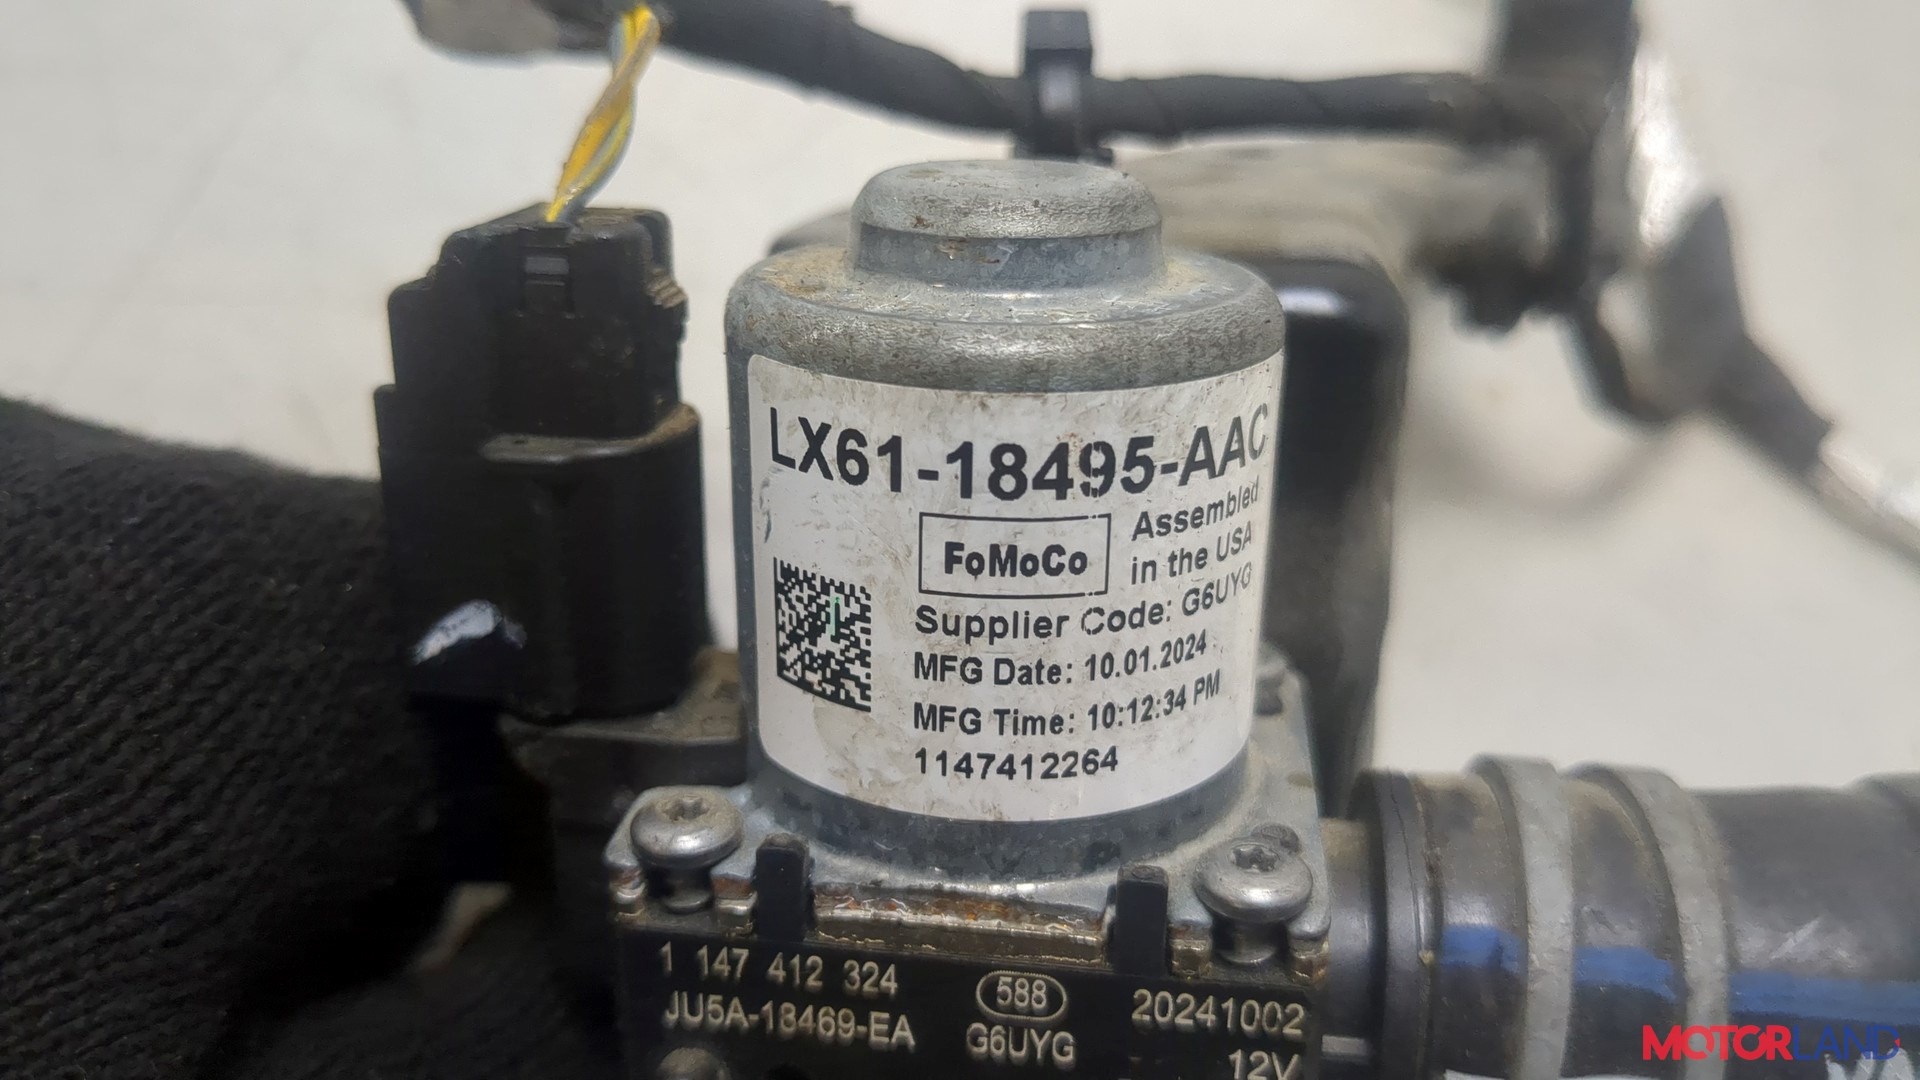 LX61-18495-AAC
FoMoCo
Assembled
in the USA
Supplier Code: G6UYG
MFG Date: 10.01.2024
MFG Time: 10:12:34 PM
1147412264
1 147 412 324
JU5A-18469-EA
588
G6UYG
20241002
12V
MOTORLAND